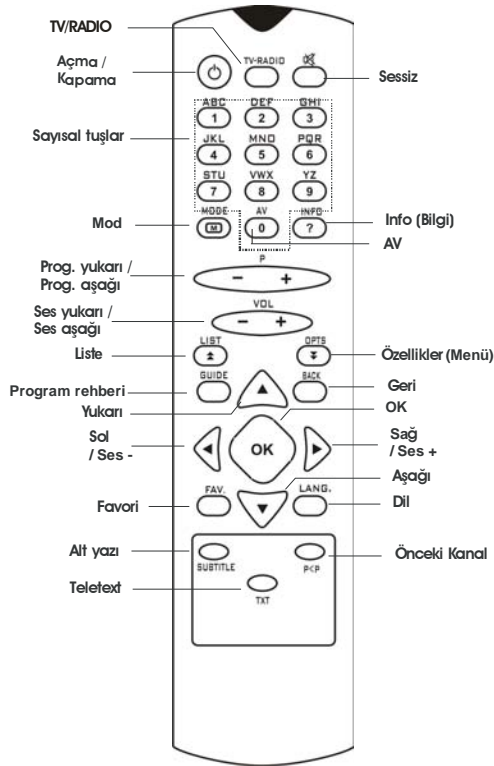 TV/RADIO
Açma /
Kapama
TV-RADIO
Sessiz
ABC DEF GHI
1 2 3
Sayısal tuşlar
JKL MNO PQR
4 5 6
STU VWX YZ
7 8 9
MODE AV INFO
M 0 ?
Mod
Info (Bilgi)
AV
P
Prog. yukarı /
Prog. aşağı
- +
VOL
Ses yukarı /
Ses aşağı
- +
LIST OPTS
Liste
Özellikler (Menü)
GUIDE BACK
Program rehberi
Geri
Yukarı
OK
Sol
/ Ses -
OK
Sağ
/ Ses +
Aşağı
FAV. LANG.
Favori
Dil
Alt yazı
Önceki Kanal
SUBTITLE P<P
Teletext
TXT